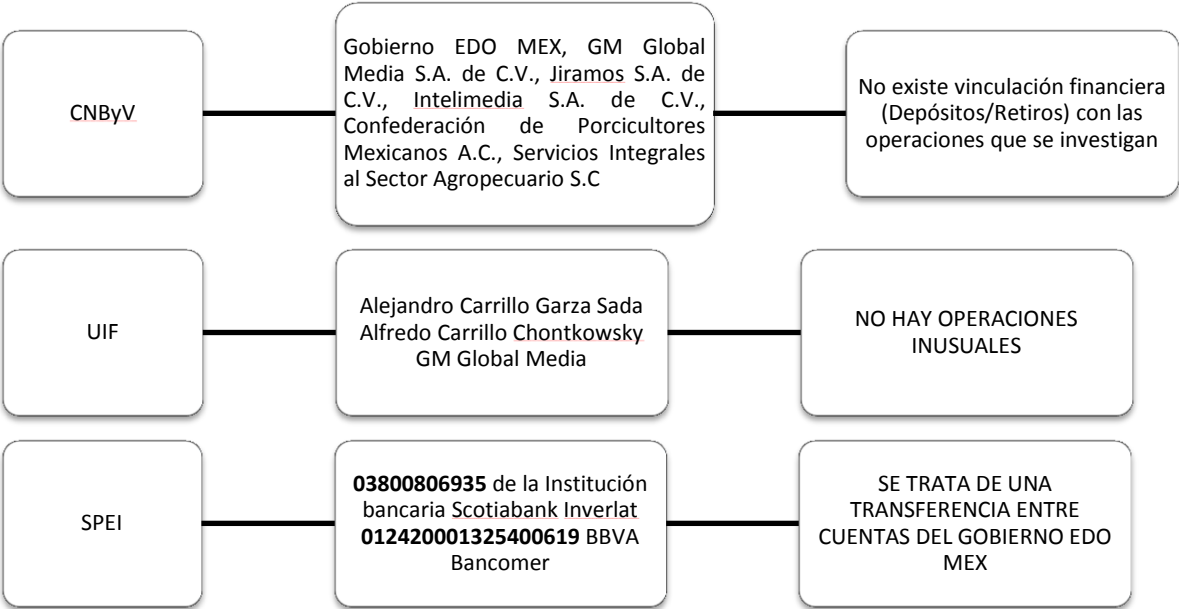 CNByV
Gobierno EDO MEX, GM Global
Media S.A. de C.V., Jiramos S.A. de
C.V., Intelimedia S.A. de C.V.,
Confederación de Porcicultores
Mexicanos A.C., Servicios Integrales
al Sector Agropecuario S.C
No existe vinculación financiera
(Depósitos/Retiros) con las
operaciones que se investigan
UIF
Alejandro Carrillo Garza Sada
Alfredo Carrillo Chontkowsky
GM Global Media
NO HAY OPERACIONES
INUSUALES
SPEI
03800806935 de la Institución
bancaria Scotiabank Inverlat
012420001325400619 BBVA
Bancomer
SE TRATA DE UNA
TRANSFERENCIA ENTRE
CUENTAS DEL GOBIERNO EDO
MEX